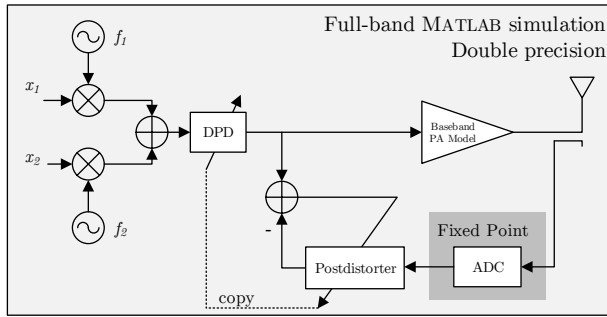 Full-band MATLAB simulation
Double precision
f1
x1
DPD
Baseband
PA Model
x2
-
Fixed Point
f2
Postdistorter
ADC
copy